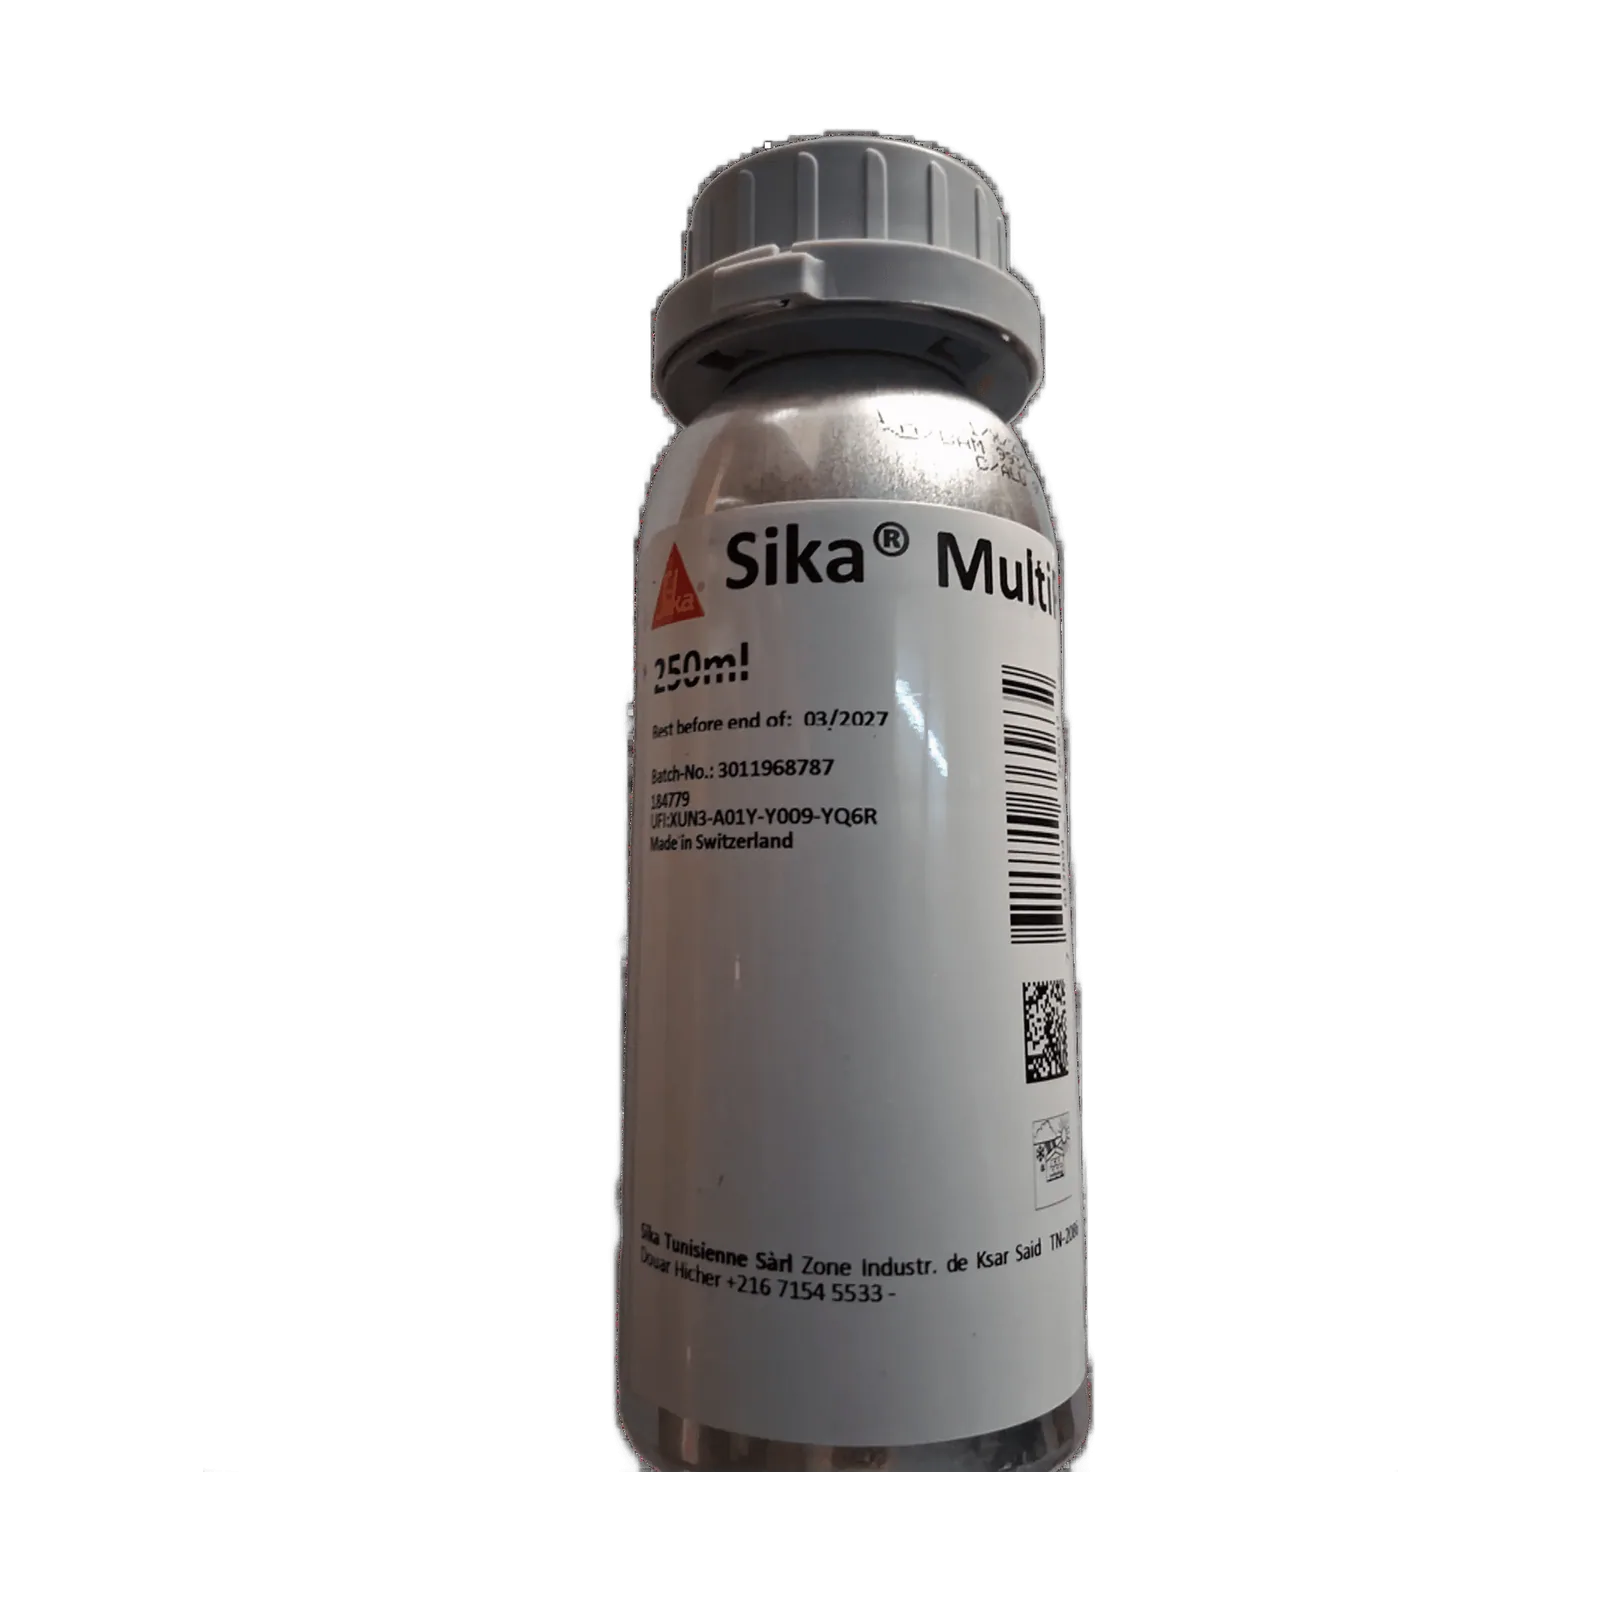 Sika® Multi
Sika
250ml
Best before end of: 03/2027
Batch-No.: 3011968787
184779
UFI:XUN3-A01Y-Y009-YQ6R
Made in Switzerland
Sika Tunisienne Sàrl Zone Industr. de Ksar Said
Douar Hicher +216 7154 5533 -